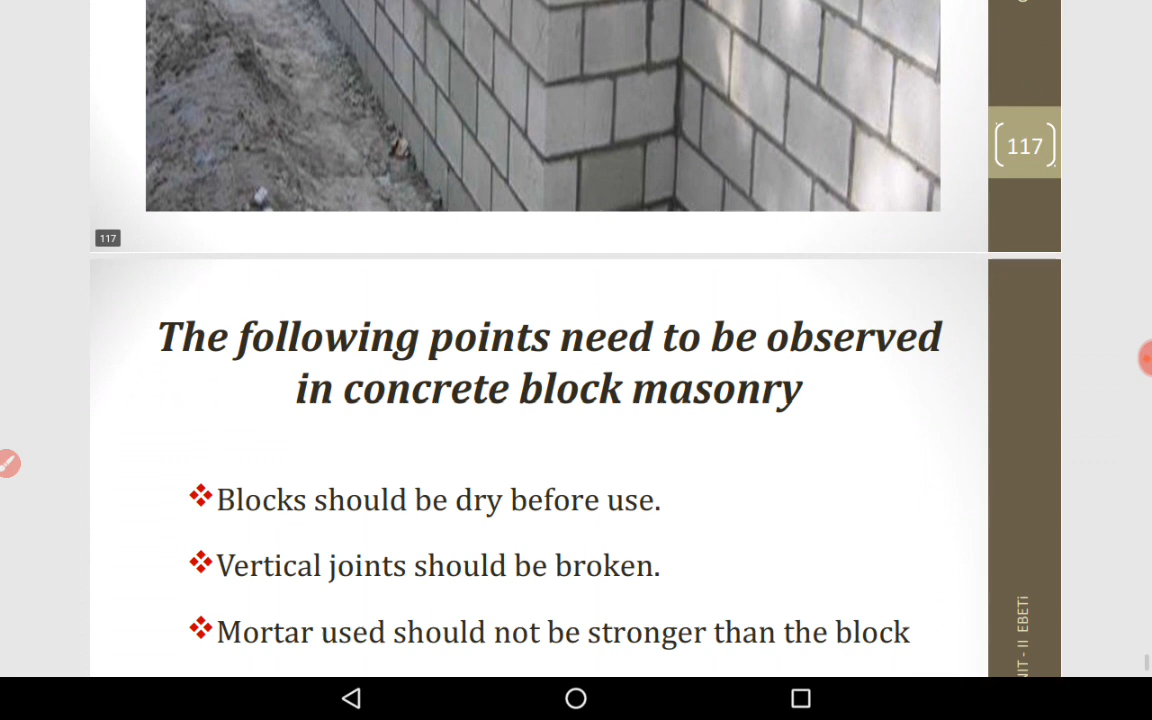 117
117
The following points need to be observed
in concrete block masonry
❖Blocks should be dry before use.
❖Vertical joints should be broken.
❖Mortar used should not be stronger than the block
EBETi